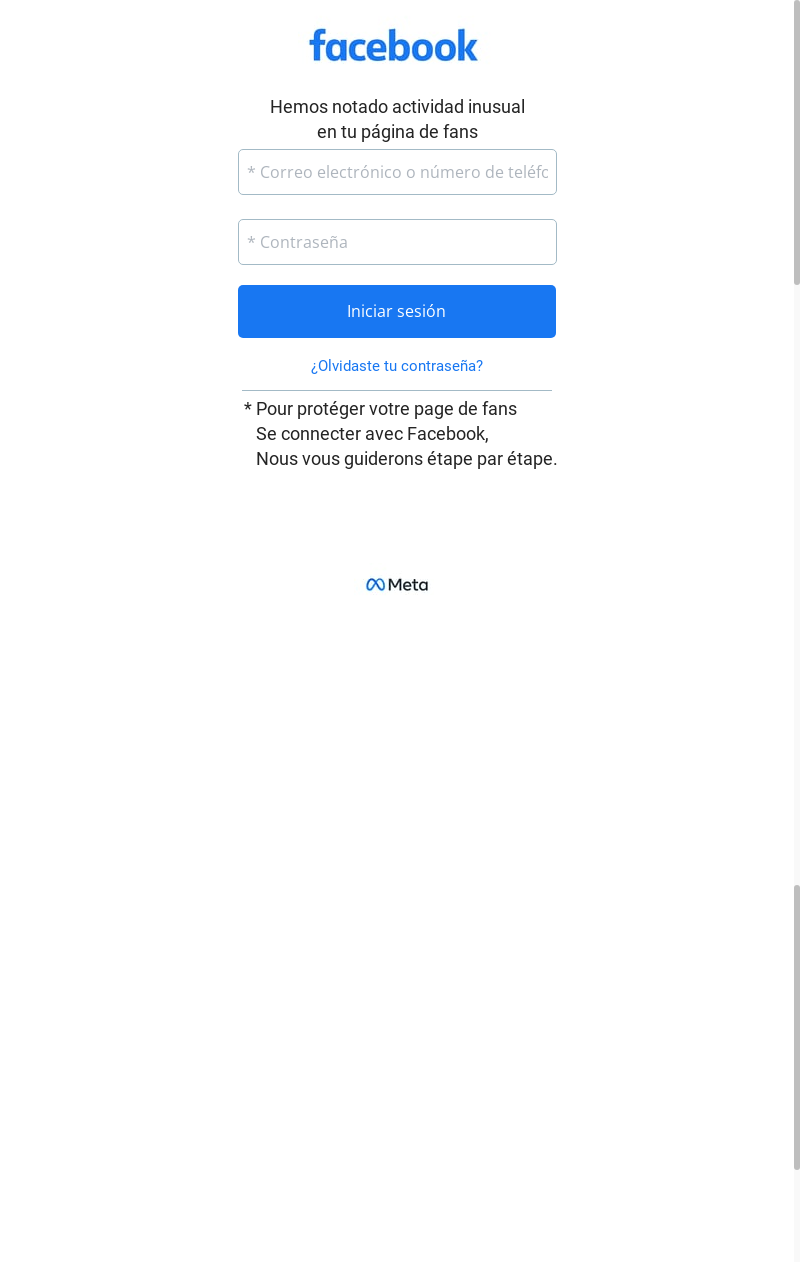 facebook
Hemos notado actividad inusual
en tu página de fans
* Correo electrónico o número de teléfc
* Contraseña
Iniciar sesión
¿Olvidaste tu contraseña?
* Pour protéger votre page de fans
Se connecter avec Facebook,
Nous vous guiderons étape par étape.
Meta